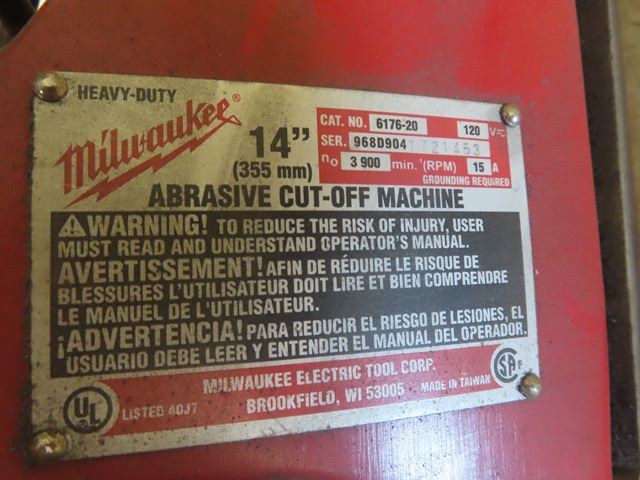 HEAVY-DUTY
Milwaukee®
14"
(355 mm)
CAT. NO. 6176-20 120 V
SER. 968D904 1721453
no 3 900 min.⁻¹(RPM) 15 A
GROUNDING REQUIRED
ABRASIVE CUT-OFF MACHINE
WARNING! TO REDUCE THE RISK OF INJURY, USER
MUST READ AND UNDERSTAND OPERATOR'S MANUAL.
AVERTISSEMENT! AFIN DE RÉDUIRE LE RISQUE DE
BLESSURES L'UTILISATEUR DOIT LIRE ET BIEN COMPRENDRE
LE MANUEL DE L'UTILISATEUR.
¡ADVERTENCIA! PARA REDUCIR EL RIESGO DE LESIONES, EL
USUARIO DEBE LEER Y ENTENDER EL MANUAL DEL OPERADOR.
MILWAUKEE ELECTRIC TOOL CORP.
BROOKFIELD, WI 53005 MADE IN TAIWAN
UL LISTED 40J7
SA